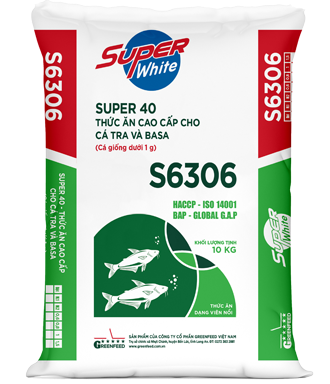 SUPER
White
S6306
S6306
SUPER 40
THỨC ĂN CAO CẤP CHO
CÁ TRA VÀ BASA
(Cá giống dưới 1 g)
S6306
HACCP - ISO 14001
BAP - GLOBAL G.A.P
KHỐI LƯỢNG TỊNH
10 KG
SUPER 40 - THỨC ĂN CAO CẤP
CHO CÁ TRA VÀ BASA
SUPER
White
THỨC ĂN
DẠNG VIÊN NỔI
GREENFEED
SẢN PHẨM CỦA CÔNG TY CỔ PHẦN GREENFEED VIỆT NAM